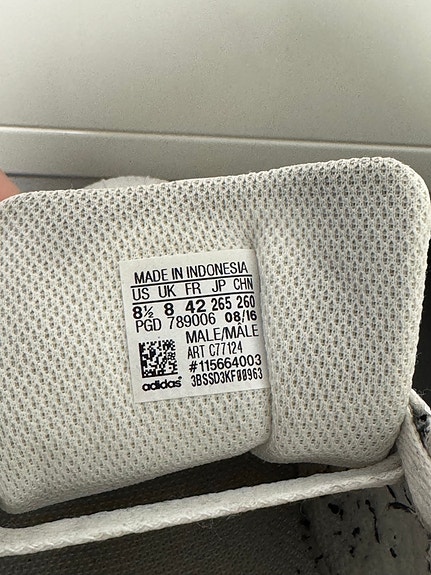 MADE IN INDONESIA
US UK FR JP CHN
8½ 8 42 265 260
PGD 789006 08/16
MALE/MÂLE
ART C77124
#115664003
adidas 3BSSD3KF00963